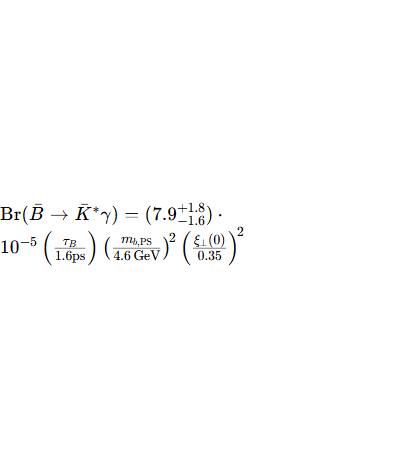 Br(B̄ → K̄*γ) = (7.9^{+1.8}_{−1.6}) ·
10^{−5} (τ_B / 1.6ps) (m_{b,PS} / 4.6 GeV)^2 (ξ_⊥(0) / 0.35)^2